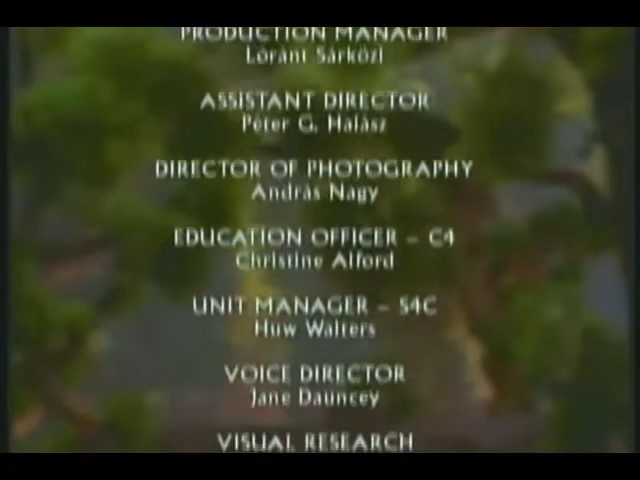 PRODUCTION MANAGER
Lóránt Sárközi
ASSISTANT DIRECTOR
Péter G. Halász
DIRECTOR OF PHOTOGRAPHY
András Nagy
EDUCATION OFFICER – C4
Christine Alford
UNIT MANAGER – S4C
Huw Walters
VOICE DIRECTOR
Jane Dauncey
VISUAL RESEARCH